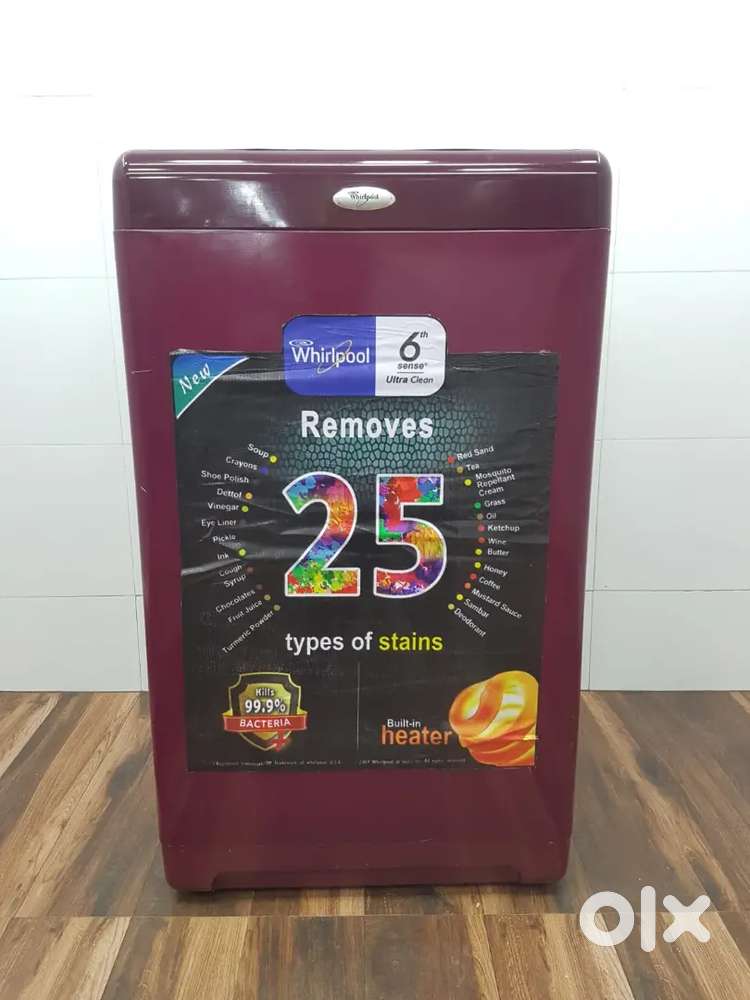 Whirlpool
Whirlpool
6th
sense®
Ultra Clean
New
Removes
25
Soup
Crayons
Shoe Polish
Dettol
Vinegar
Eye Liner
Pickle
Ink
Cough
Syrup
Chocolates
Fruit Juice
Turmeric Powder
Red Sand
Tea
Mosquito
Repellant
Cream
Grass
Oil
Ketchup
Wine
Butter
Honey
Coffee
Mustard Sauce
Sambar
Deodorant
types of stains
Kills
99.9%
BACTERIA
Built-in
heater
olx